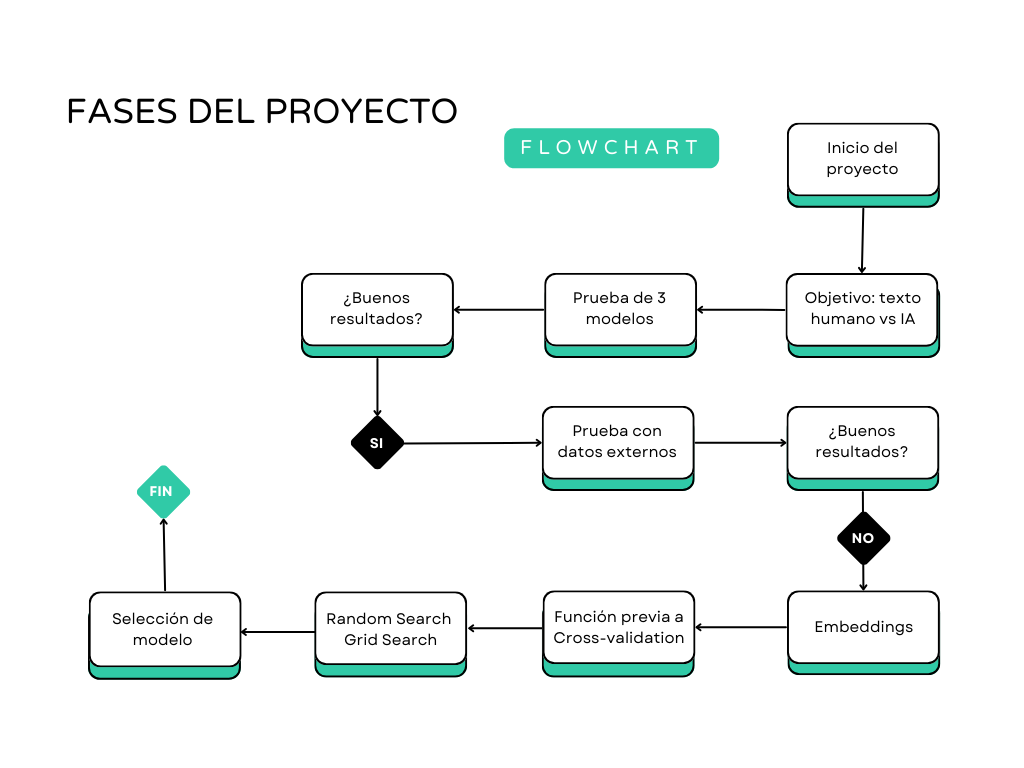 FASES DEL PROYECTO
FLOWCHART
Inicio del
proyecto
Objetivo: texto
humano vs IA
Prueba de 3
modelos
¿Buenos
resultados?
SI
Prueba con
datos externos
¿Buenos
resultados?
NO
Embeddings
Función previa a
Cross-validation
Random Search
Grid Search
Selección de
modelo
FIN